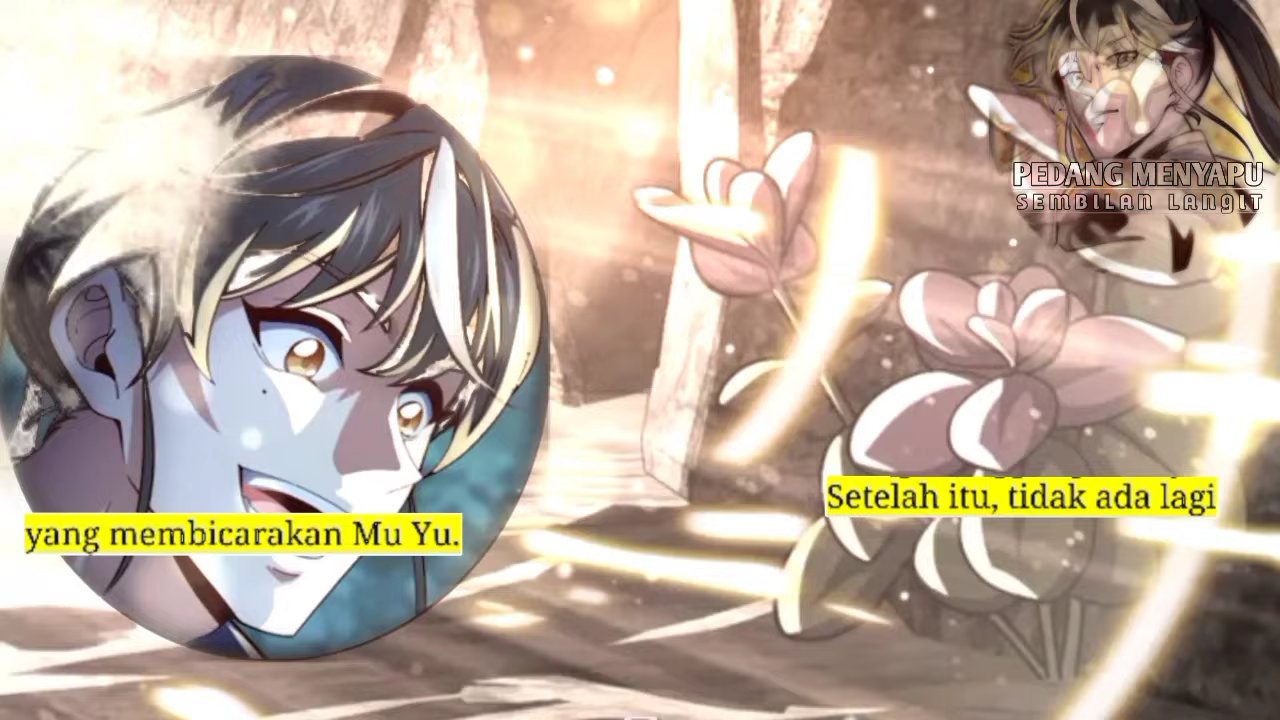 PEDANG MENYAPU
SEMBILAN LANGIT
Setelah itu, tidak ada lagi
yang membicarakan Mu Yu.